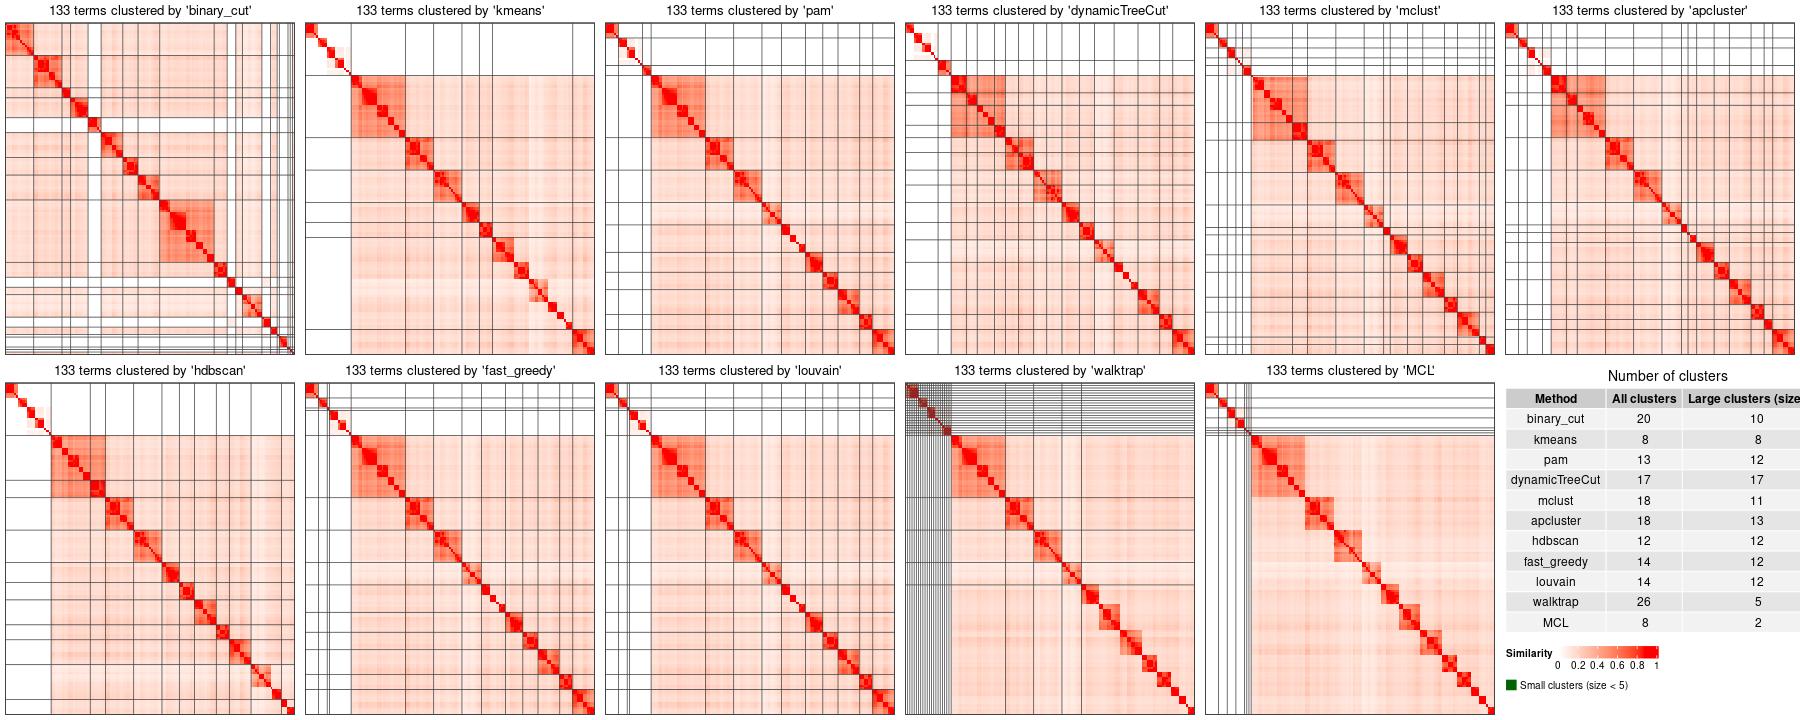 133 terms clustered by 'binary_cut'
133 terms clustered by 'kmeans'
133 terms clustered by 'pam'
133 terms clustered by 'dynamicTreeCut'
133 terms clustered by 'mclust'
133 terms clustered by 'apcluster'
133 terms clustered by 'hdbscan'
133 terms clustered by 'fast_greedy'
133 terms clustered by 'louvain'
133 terms clustered by 'walktrap'
133 terms clustered by 'MCL'
Number of clusters
Method All clusters Large clusters (size
binary_cut 20 10
kmeans 8 8
pam 13 12
dynamicTreeCut 17 17
mclust 18 11
apcluster 18 13
hdbscan 12 12
fast_greedy 14 12
louvain 14 12
walktrap 26 5
MCL 8 2
Similarity
0 0.2 0.4 0.6 0.8 1
Small clusters (size < 5)